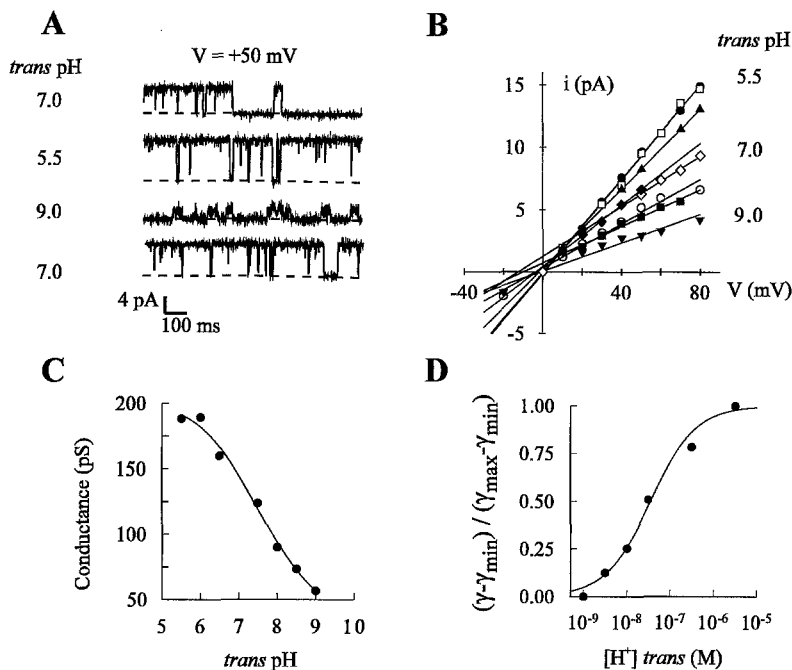 A
V = +50 mV
trans pH
7.0
5.5
9.0
7.0
4 pA
100 ms
B
trans pH
i (pA)
15
10
5
-5
-40
40
80
V (mV)
5.5
7.0
9.0
C
Conductance (pS)
200
150
100
50
5
6
7
8
9
10
trans pH
D
(γ-γmin) / (γmax-γmin)
1.00
0.75
0.50
0.25
0.00
10⁻⁹
10⁻⁸
10⁻⁷
10⁻⁶
10⁻⁵
[H⁺] trans (M)